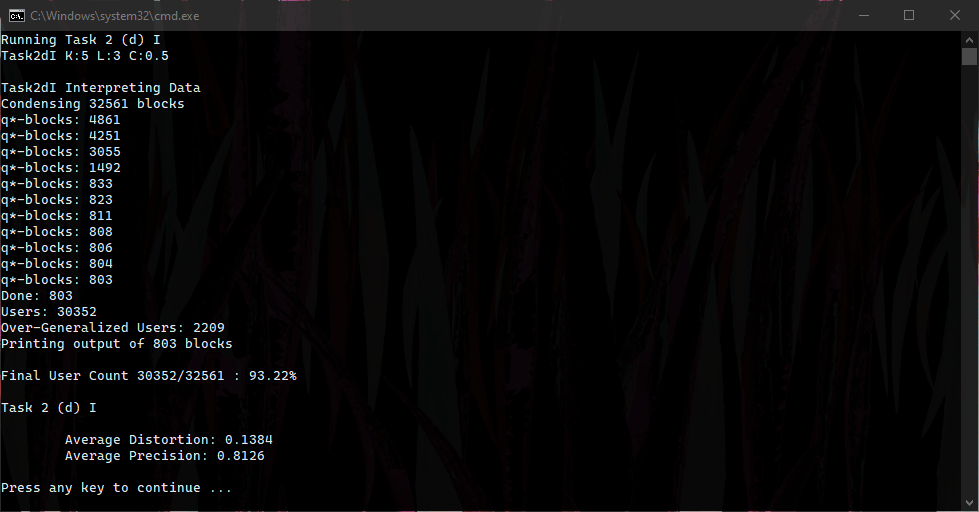 C:\Windows\system32\cmd.exe
Running Task 2 (d) I
Task2dI K:5 L:3 C:0.5
Task2dI Interpreting Data
Condensing 32561 blocks
q*-blocks: 4861
q*-blocks: 4251
q*-blocks: 3055
q*-blocks: 1492
q*-blocks: 833
q*-blocks: 823
q*-blocks: 811
q*-blocks: 808
q*-blocks: 806
q*-blocks: 804
q*-blocks: 803
Done: 803
Users: 30352
Over-Generalized Users: 2209
Printing output of 803 blocks
Final User Count 30352/32561 : 93.22%
Task 2 (d) I
Average Distortion: 0.1384
Average Precision: 0.8126
Press any key to continue ...